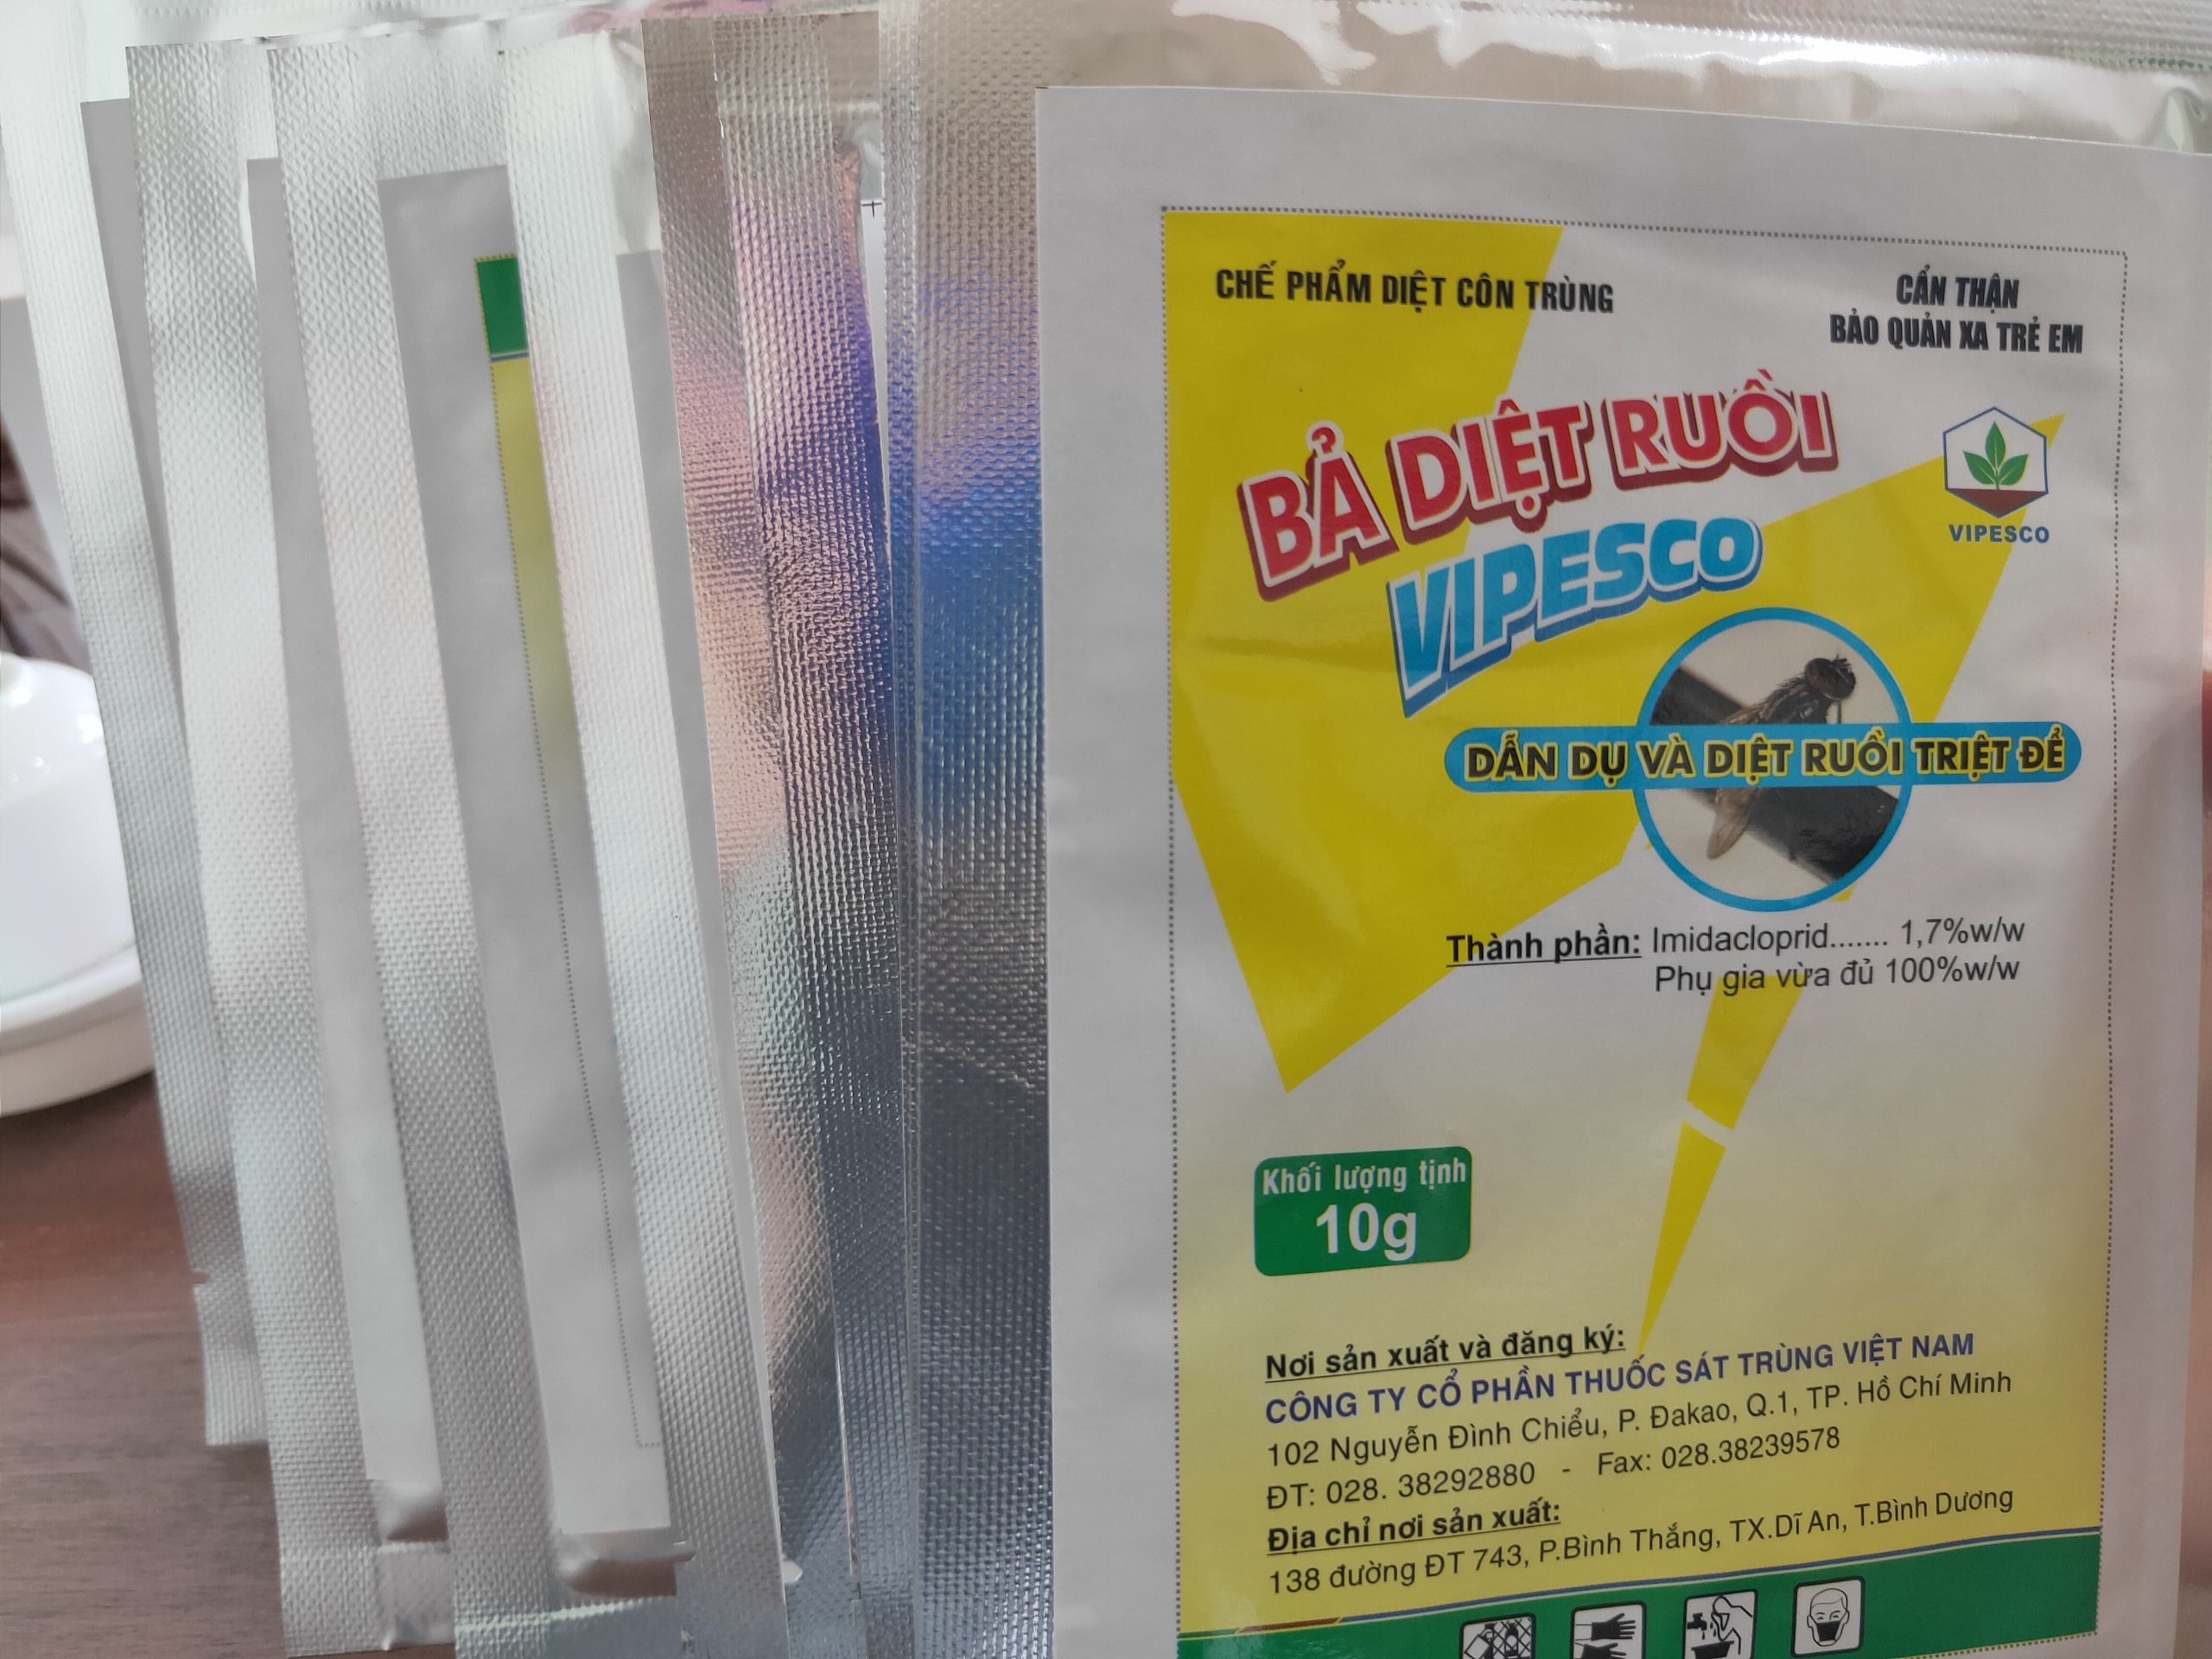 CHẾ PHẨM DIỆT CÔN TRÙNG
CẨN THẬN
BẢO QUẢN XA TRẺ EM
BẢ DIỆT RUỒI
VIPESCO
VIPESCO
DẪN DỤ VÀ DIỆT RUỒI TRIỆT ĐỂ
Thành phần: Imidacloprid....... 1,7%w/w
Phụ gia vừa đủ 100%w/w
Khối lượng tịnh
10g
Nơi sản xuất và đăng ký:
CÔNG TY CỔ PHẦN THUỐC SÁT TRÙNG VIỆT NAM
102 Nguyễn Đình Chiểu, P. Đakao, Q.1, TP. Hồ Chí Minh
ĐT: 028. 38292880 - Fax: 028.38239578
Địa chỉ nơi sản xuất:
138 đường ĐT 743, P.Bình Thắng, TX.Dĩ An, T.Bình Dương